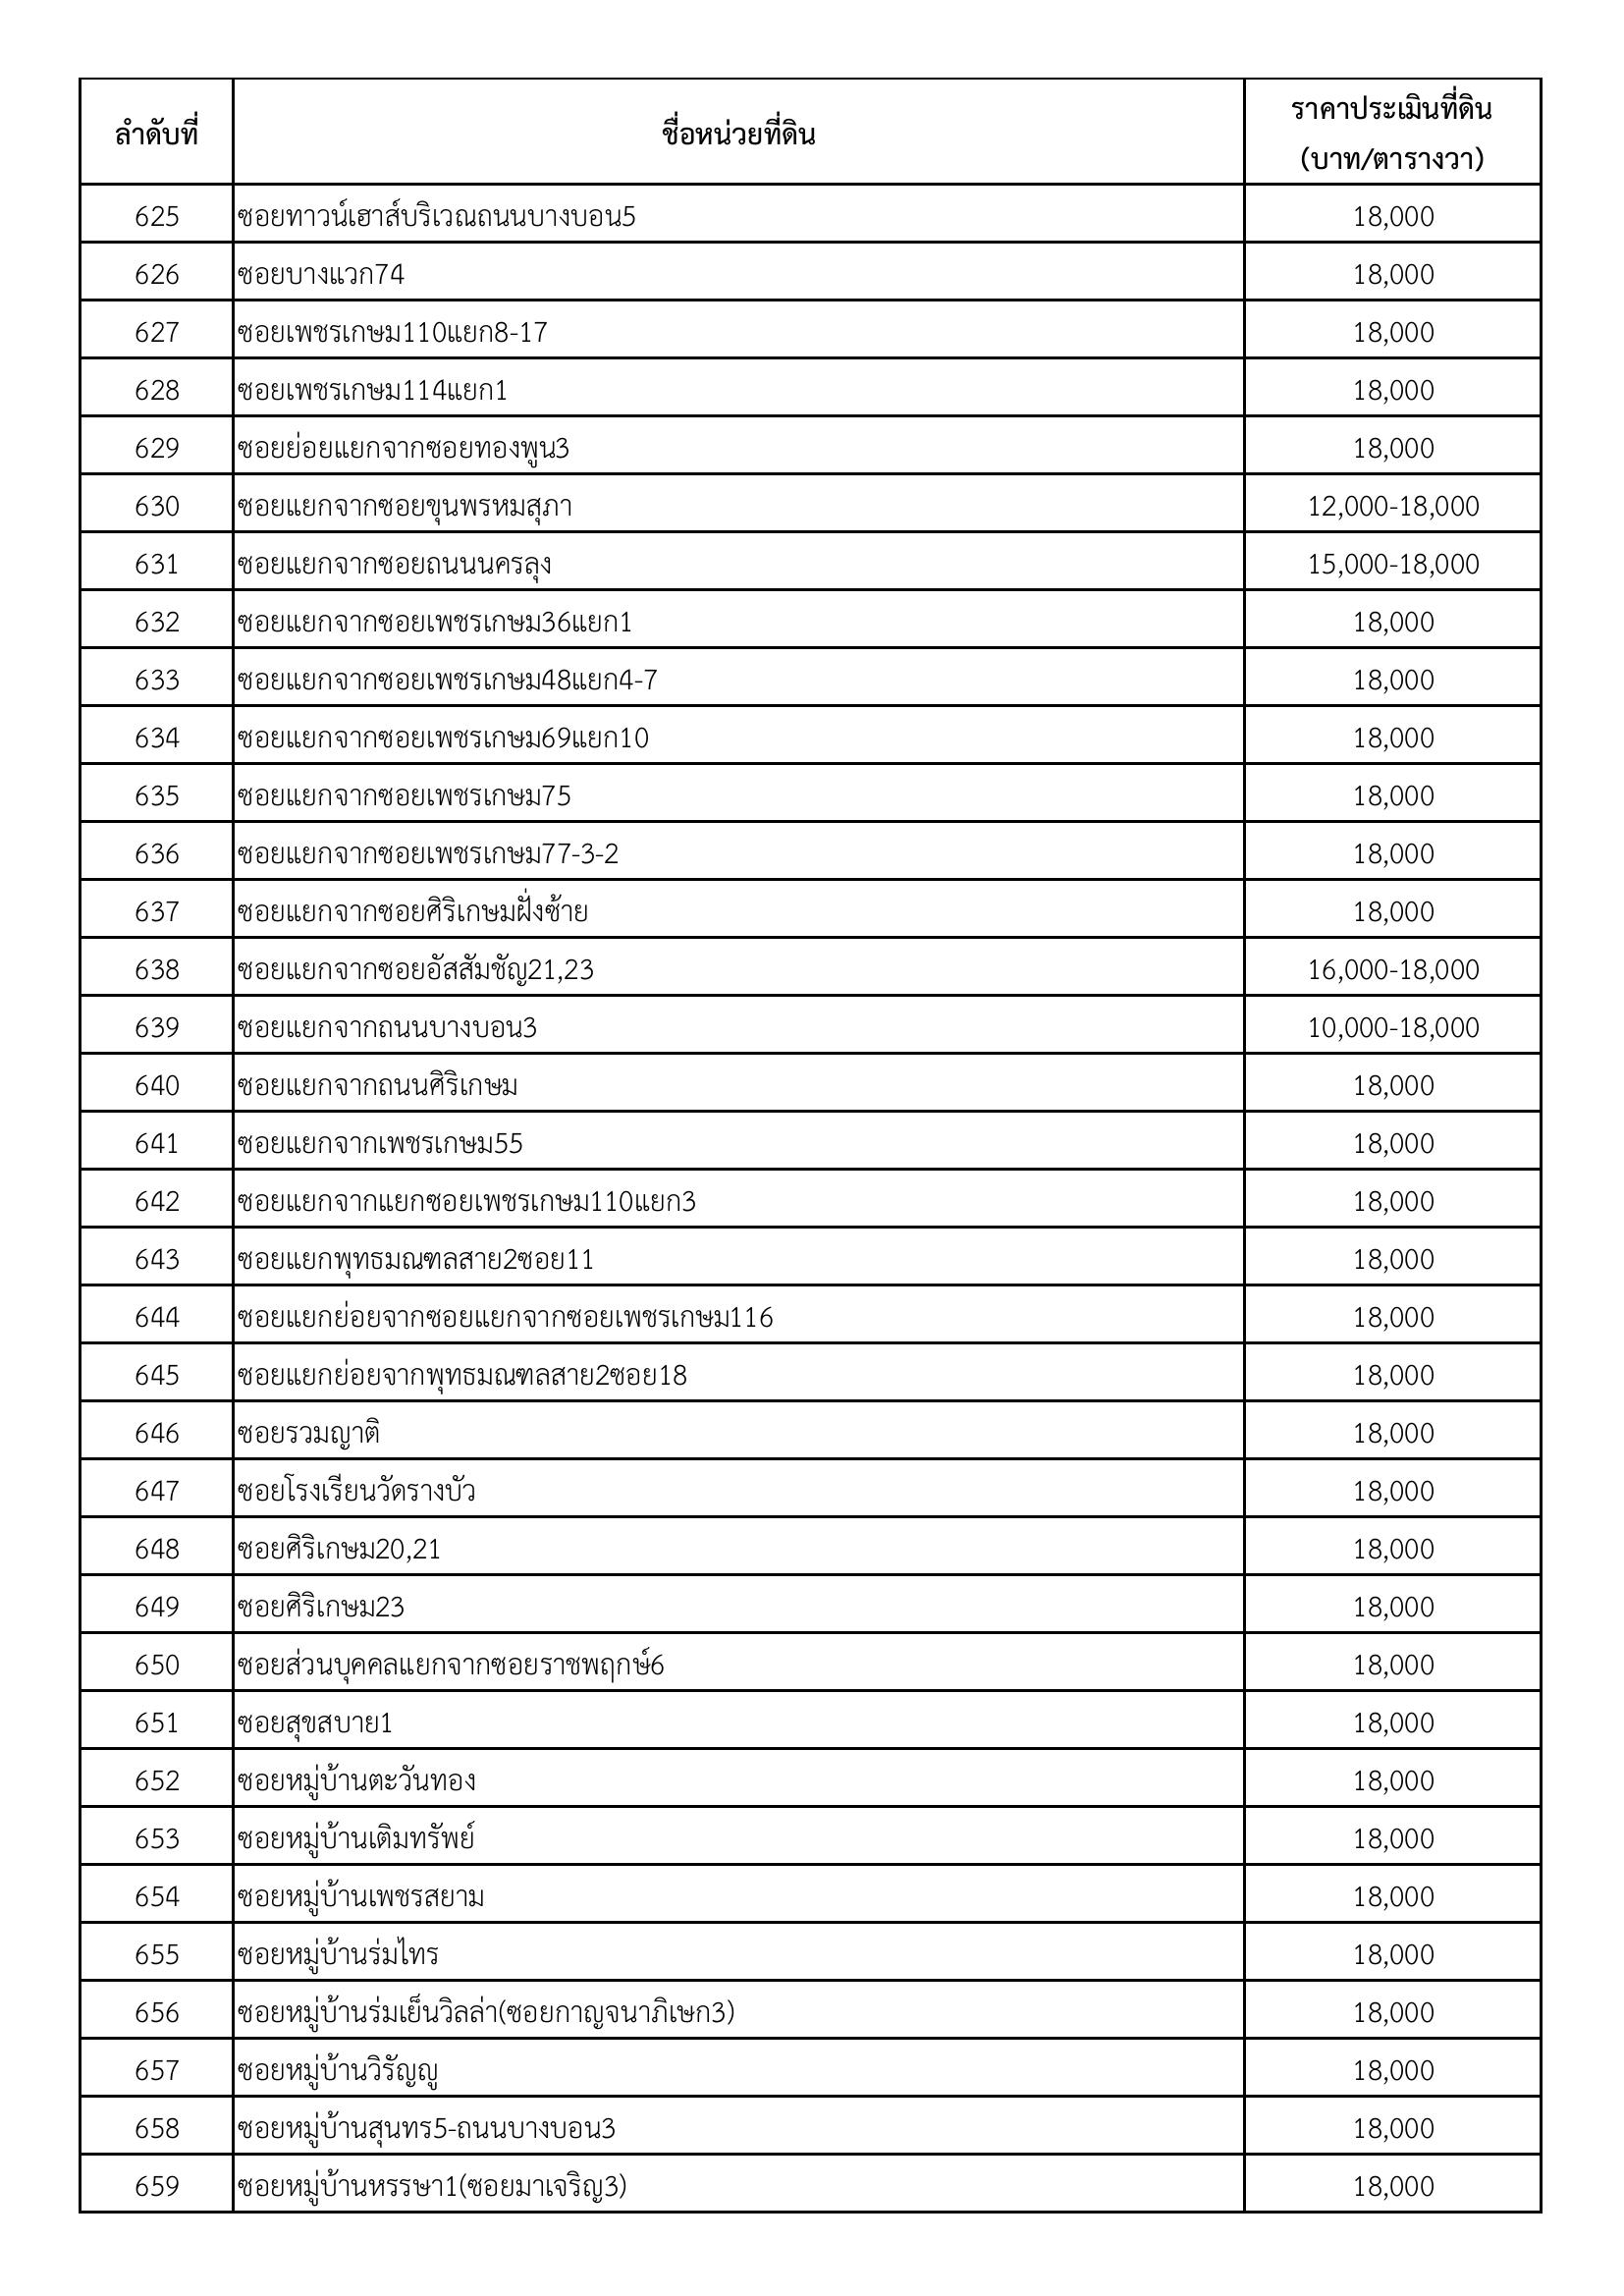 ลำดับที่ ชื่อหน่วยที่ดิน ราคาประเมินที่ดิน
(บาท/ตารางวา)
625 ซอยทาวน์เฮาส์บริเวณถนนบางบอน5 18,000
626 ซอยบางแวก74 18,000
627 ซอยเพชรเกษม110แยก8-17 18,000
628 ซอยเพชรเกษม114แยก1 18,000
629 ซอยย่อยแยกจากซอยทองพูน3 18,000
630 ซอยแยกจากซอยขุนพรหมสุภา 12,000-18,000
631 ซอยแยกจากซอยถนนนครลุง 15,000-18,000
632 ซอยแยกจากซอยเพชรเกษม36แยก1 18,000
633 ซอยแยกจากซอยเพชรเกษม48แยก4-7 18,000
634 ซอยแยกจากซอยเพชรเกษม69แยก10 18,000
635 ซอยแยกจากซอยเพชรเกษม75 18,000
636 ซอยแยกจากซอยเพชรเกษม77-3-2 18,000
637 ซอยแยกจากซอยศิริเกษมฝั่งซ้าย 18,000
638 ซอยแยกจากซอยอัสสัมชัญ21,23 16,000-18,000
639 ซอยแยกจากถนนบางบอน3 10,000-18,000
640 ซอยแยกจากถนนศิริเกษม 18,000
641 ซอยแยกจากเพชรเกษม55 18,000
642 ซอยแยกจากแยกซอยเพชรเกษม110แยก3 18,000
643 ซอยแยกพุทธมณฑลสาย2ซอย11 18,000
644 ซอยแยกย่อยจากซอยแยกจากซอยเพชรเกษม116 18,000
645 ซอยแยกย่อยจากพุทธมณฑลสาย2ซอย18 18,000
646 ซอยรวมญาติ 18,000
647 ซอยโรงเรียนวัดรางบัว 18,000
648 ซอยศิริเกษม20,21 18,000
649 ซอยศิริเกษม23 18,000
650 ซอยส่วนบุคคลแยกจากซอยราชพฤกษ์6 18,000
651 ซอยสุขสบาย1 18,000
652 ซอยหมู่บ้านตะวันทอง 18,000
653 ซอยหมู่บ้านเติมทรัพย์ 18,000
654 ซอยหมู่บ้านเพชรสยาม 18,000
655 ซอยหมู่บ้านร่มไทร 18,000
656 ซอยหมู่บ้านร่มเย็นวิลล่า(ซอยกาญจนาภิเษก3) 18,000
657 ซอยหมู่บ้านวิรัญญู 18,000
658 ซอยหมู่บ้านสุนทร5-ถนนบางบอน3 18,000
659 ซอยหมู่บ้านหรรษา1(ซอยมาเจริญ3) 18,000